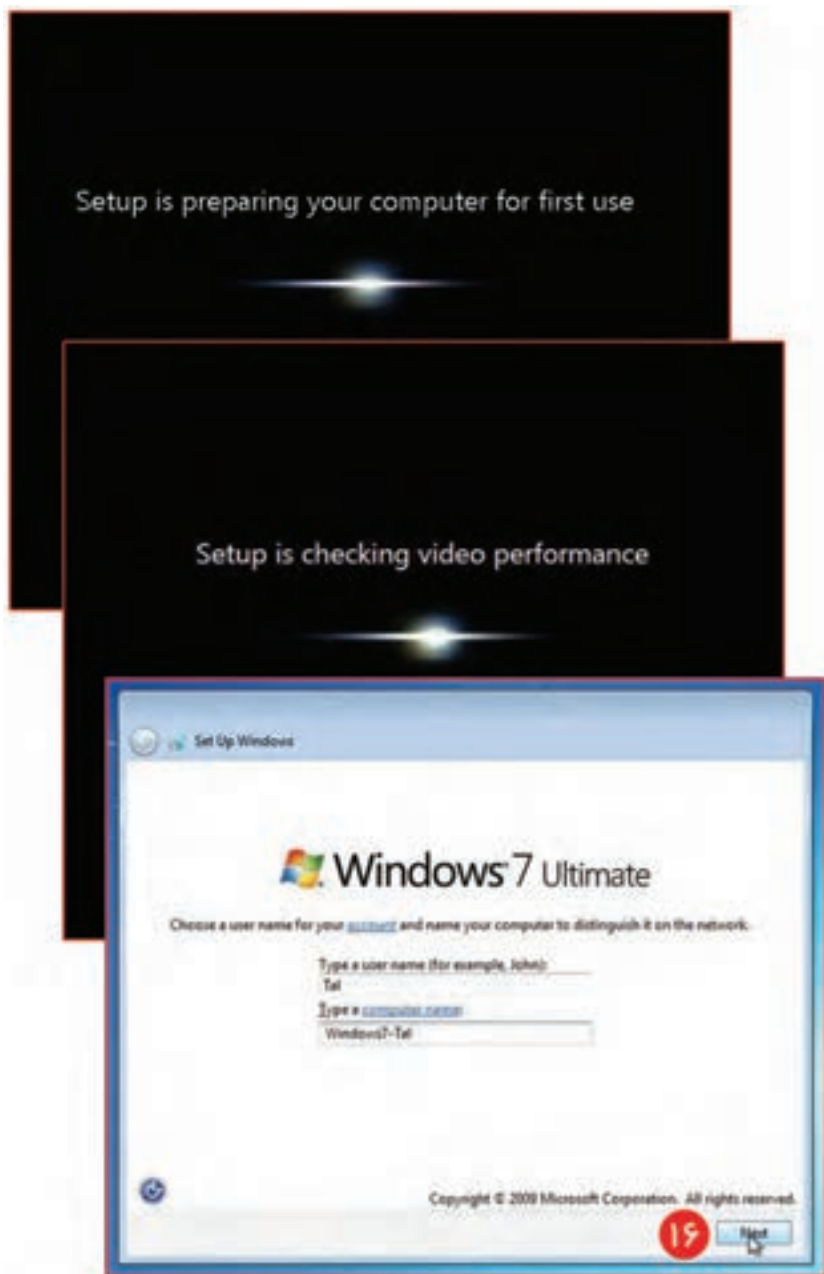 Setup is preparing your computer for first use
Setup is checking video performance
Set Up Windows
Windows 7 Ultimate
Choose a user name for your account and name your computer to distinguish it on the network.
Type a user name (for example, John):
Tal
Type a computer name:
Windows7-Tal
Copyright © 2009 Microsoft Corporation. All rights reserved.
۱۶ Next